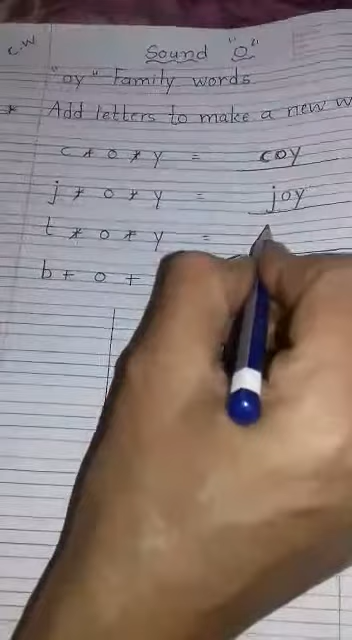 C.W
Sound "O"
"oy" Family words
* Add letters to make a new w
c * o * y = coy
j * o * y = joy
t * o * y =
b + o +